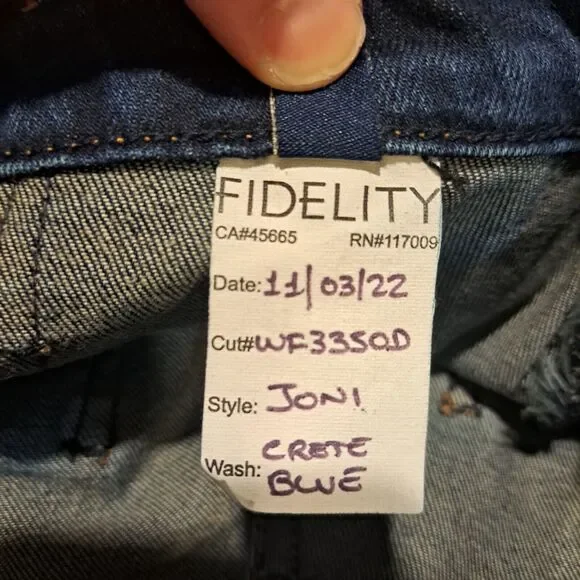 FIDELITY
CA#45665 RN#117009
Date: 11/03/22
Cut# WF3350D
Style: JONI
Wash: CRETE
BLUE